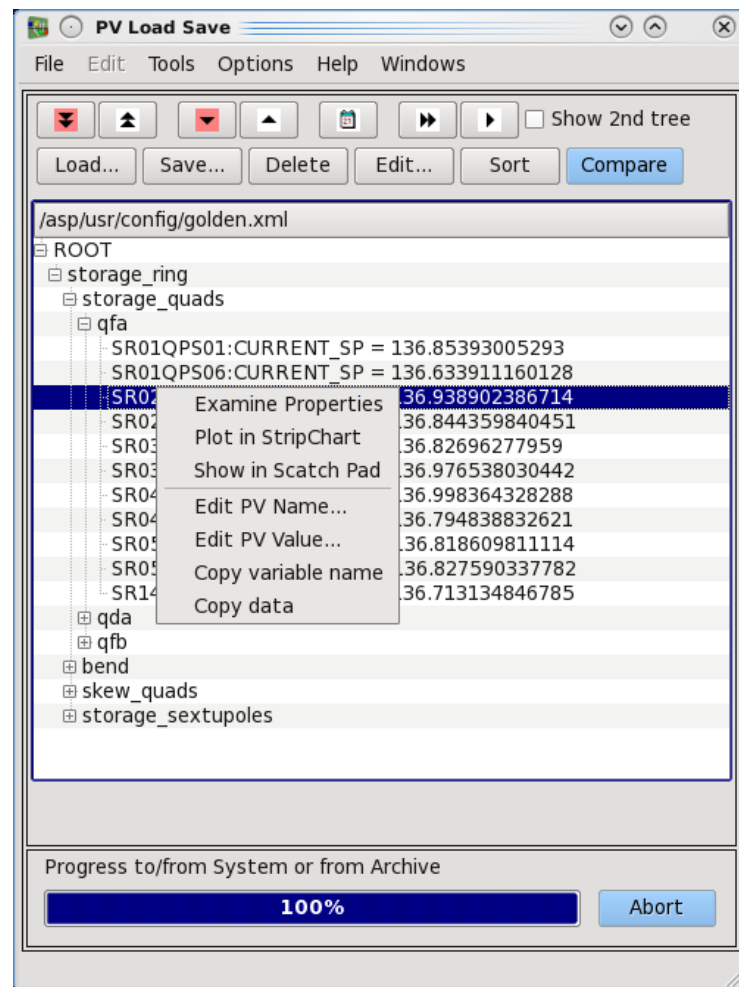 PV Load Save
File Edit Tools Options Help Windows
Show 2nd tree
Load... Save... Delete Edit... Sort Compare
/asp/usr/config/golden.xml
ROOT
storage_ring
storage_quads
qfa
SR01QPS01:CURRENT_SP = 136.85393005293
SR01QPS06:CURRENT_SP = 136.633911160128
SR02 36.938902386714
SR02 36.844359840451
SR03 36.82696277959
SR03 36.976538030442
SR04 36.998364328288
SR04 36.794838832621
SR05 36.818609811114
SR05 36.827590337782
SR14 36.713134846785
Examine Properties
Plot in StripChart
Show in Scatch Pad
Edit PV Name...
Edit PV Value...
Copy variable name
Copy data
qda
qfb
bend
skew_quads
storage_sextupoles
Progress to/from System or from Archive
100% Abort